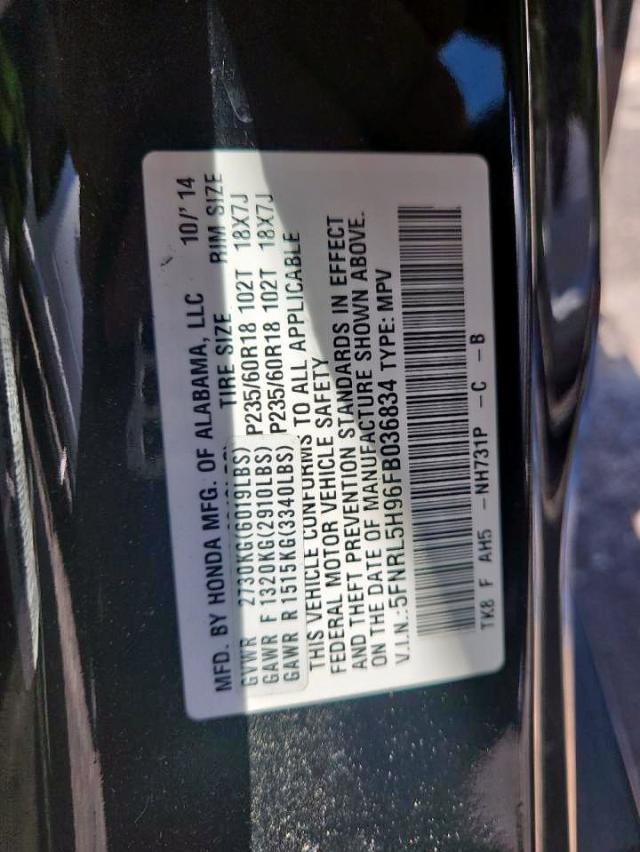 MFD. BY HONDA MFG. OF ALABAMA, LLC 10/'14
TIRE SIZE RIM SIZE
GVWR 2730KG(6019LBS)
GAWR F 1320KG(2910LBS) P235/60R18 102T 18X7J
GAWR R 1515KG(3340LBS) P235/60R18 102T 18X7J
THIS VEHICLE CONFORMS TO ALL APPLICABLE
FEDERAL MOTOR VEHICLE SAFETY
AND THEFT PREVENTION STANDARDS IN EFFECT
ON THE DATE OF MANUFACTURE SHOWN ABOVE.
V.I.N.:5FNRL5H96FB036834 TYPE: MPV
TK8 F AH5 -NH731P -C -B